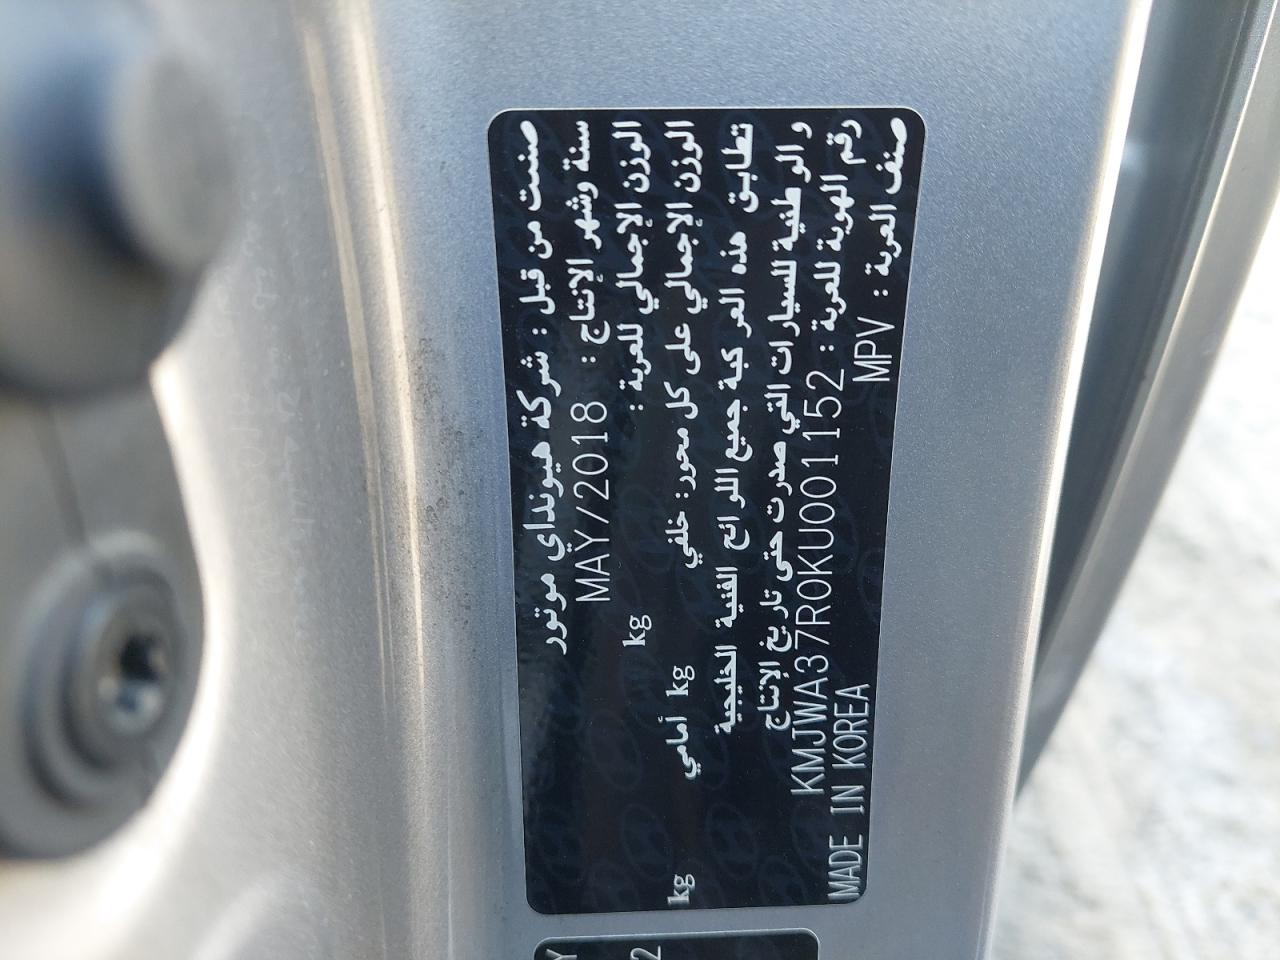 صنعت من قبل : شركة هيونداي موتور
سنة وشهر الإنتاج : MAY/2018
الوزن الإجمالي للعربة : kg
الوزن الإجمالي على كل محور: خلفي kg أمامي kg
تطابق هذه العركبة جميع اللوائح الفنية الخليجية
والوطنية للسيارات التي صدرت حتى تاريخ الإنتاج
رقم الهوية للعربة : KMJWA37R0KU001152
صنف العربة : MPV
MADE IN KOREA
Y
2